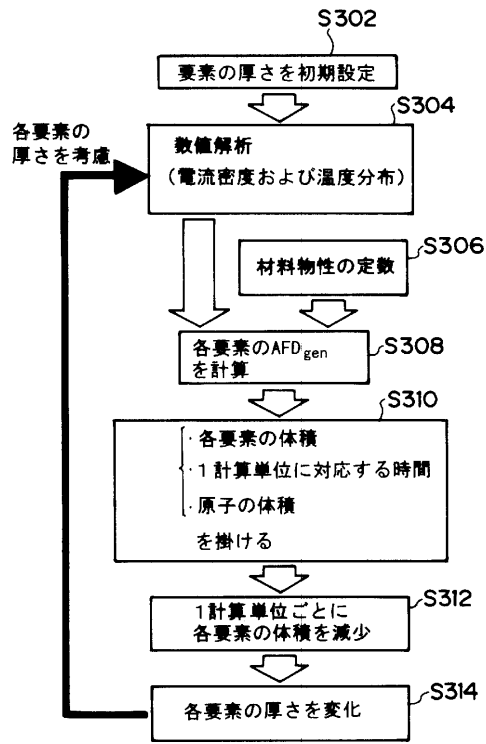 S302
要素の厚さを初期設定
S304
各要素の
厚さを考慮
数値解析
(電流密度および温度分布)
S306
材料物性の定数
S308
各要素のAFDgen
を計算
S310
・各要素の体積
・1計算単位に対応する時間
・原子の体積
を掛ける
S312
1計算単位ごとに
各要素の体積を減少
S314
各要素の厚さを変化